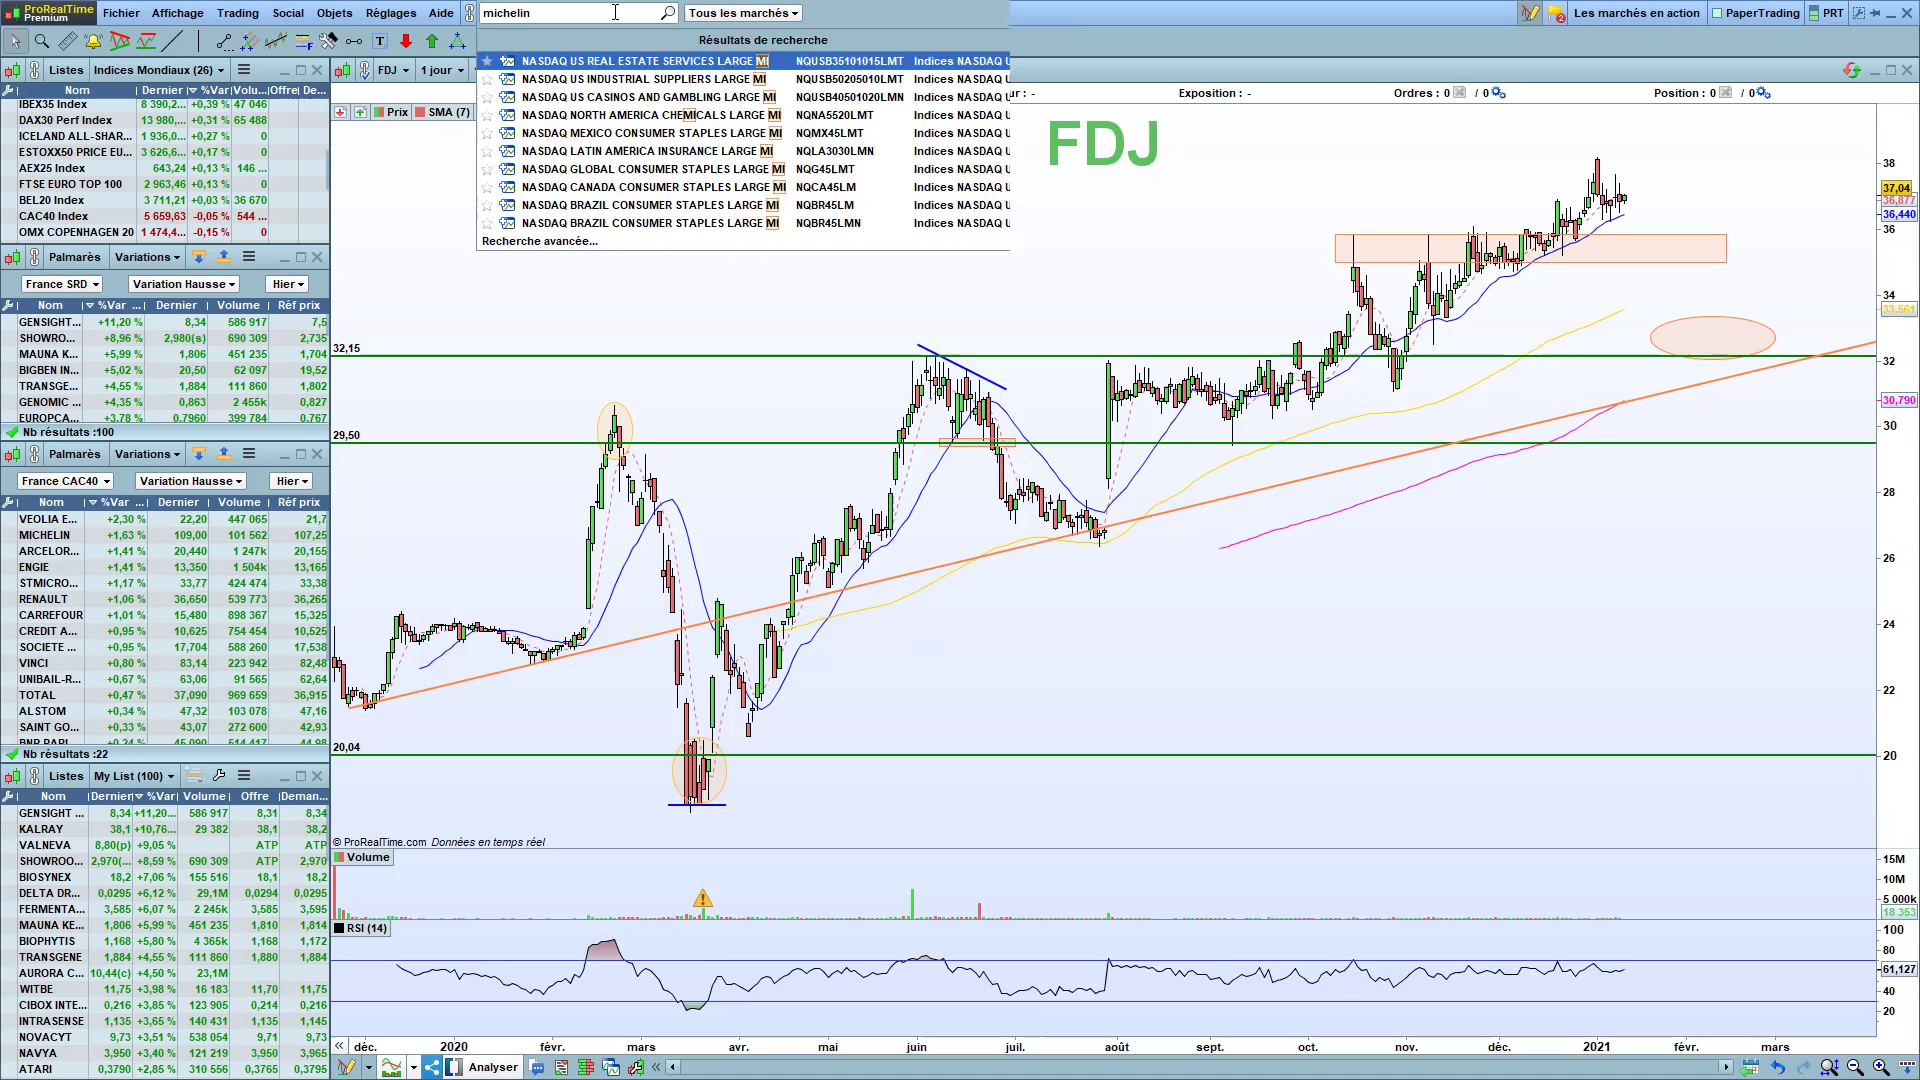 ProRealTime Premium Fichier Affichage Trading Social Objets Réglages Aide michelin Tous les marchés Les marchés en action PaperTrading PRT
Résultats de recherche
NASDAQ US REAL ESTATE SERVICES LARGE MI NQUSB35101015LMT Indices NASDAQ U
NASDAQ US INDUSTRIAL SUPPLIERS LARGE MI NQUSB50205010LMT Indices NASDAQ U
NASDAQ US CASINOS AND GAMBLING LARGE MI NQUSB40501020LMN Indices NASDAQ U
NASDAQ NORTH AMERICA CHEMICALS LARGE MI NQNA5520LMT Indices NASDAQ U
NASDAQ MEXICO CONSUMER STAPLES LARGE MI NQMX45LMT Indices NASDAQ U
NASDAQ LATIN AMERICA INSURANCE LARGE MI NQLA3030LMN Indices NASDAQ U
NASDAQ GLOBAL CONSUMER STAPLES LARGE MI NQG45LMT Indices NASDAQ U
NASDAQ CANADA CONSUMER STAPLES LARGE MI NQCA45LM Indices NASDAQ U
NASDAQ BRAZIL CONSUMER STAPLES LARGE MI NQBR45LM Indices NASDAQ U
NASDAQ BRAZIL CONSUMER STAPLES LARGE MI NQBR45LMN Indices NASDAQ U
Recherche avancée...
Listes Indices Mondiaux (26)
Nom Dernier %Var Volu... Offre De...
IBEX35 Index 8 390,2... +0,39 % 47 046
DAX30 Perf Index 13 980,... +0,31 % 65 488
ICELAND ALL-SHAR... 1 936,0... +0,27 % 0
ESTOXX50 PRICE EU... 3 626,6... +0,17 % 0
AEX25 Index 643,24 +0,13 % 146 ...
FTSE EURO TOP 100 2 963,46 +0,13 % 0
BEL20 Index 3 711,21 +0,03 % 36 670
CAC40 Index 5 659,63 -0,05 % 544 ...
OMX COPENHAGEN 20 1 474,4... -0,15 % 0
Palmarès Variations
France SRD Variation Hausse Hier
Nom %Var ... Dernier Volume Réf prix
GENSIGHT... +11,20 % 8,34 586 917 7,5
SHOWRO... +8,96 % 2,980(s) 690 309 2,735
MAUNA K... +5,99 % 1,806 451 235 1,704
BIGBEN IN... +5,02 % 20,50 62 097 19,52
TRANSGE... +4,55 % 1,884 111 860 1,802
GENOMIC ... +4,35 % 0,863 2 455k 0,827
EUROPCA... +3,78 % 0,7960 399 784 0,767
Nb résultats :100
Palmarès Variations
France CAC40 Variation Hausse Hier
Nom %Var ... Dernier Volume Réf prix
VEOLIA E... +2,30 % 22,20 447 065 21,7
MICHELIN +1,63 % 109,00 101 562 107,25
ARCELOR... +1,41 % 20,440 1 247k 20,155
ENGIE +1,41 % 13,350 1 504k 13,165
STMICRO... +1,17 % 33,77 424 474 33,38
RENAULT +1,06 % 36,650 539 773 36,265
CARREFOUR +1,01 % 15,480 898 367 15,325
CREDIT A... +0,95 % 10,625 754 454 10,525
SOCIETE ... +0,95 % 17,704 588 260 17,538
VINCI +0,80 % 83,14 223 942 82,48
UNIBAIL-R... +0,67 % 63,06 91 565 62,64
TOTAL +0,47 % 37,090 969 659 36,915
ALSTOM +0,34 % 47,32 103 078 47,16
SAINT GO... +0,33 % 43,07 272 600 42,93
BNP PARI... +0,24 % 45,090 514 417 44,98
Nb résultats :22
Listes My List (100)
Nom Dernier %Var Volume Offre Deman...
GENSIGHT ... 8,34 +11,20... 586 917 8,31 8,34
KALRAY 38,1 +10,76... 29 382 38,1 38,2
VALNEVA 8,80(p) +9,05 % ATP ATP
SHOWROO... 2,970(... +8,59 % 690 309 ATP 2,970
BIOSYNEX 18,2 +7,06 % 155 516 18,1 18,2
DELTA DR... 0,0295 +6,12 % 29,1M 0,0294 0,0295
FERMENTA... 3,585 +6,07 % 2 245k 3,585 3,595
MAUNA KE... 1,806 +5,99 % 451 235 1,810 1,814
BIOPHYTIS 1,168 +5,80 % 4 365k 1,168 1,172
TRANSGENE 1,884 +4,55 % 111 860 1,880 1,884
AURORA C... 10,44(c) +4,50 % 23,1M
WITBE 11,75 +3,98 % 16 183 11,70 11,75
CIBOX INTE... 0,216 +3,85 % 123 905 0,214 0,216
INTRASENSE 1,135 +3,65 % 140 431 1,135 1,145
NOVACYT 9,73 +3,51 % 538 054 9,71 9,73
NAVYA 3,950 +3,40 % 121 219 3,950 3,965
ATARI 0,3790 +2,85 % 310 556 0,3765 0,3795
FDJ 1 jour
ur : - Exposition : - Ordres : 0 / 0 Position : 0 / 0
Prix SMA (7)
FDJ
38
37,04
36,877
36,440
36
34
33,561
32,15
32
30,790
30
29,50
28
26
24
22
20,04
20
© ProRealTime.com Données en temps réel
Volume
15M
10M
5 000k
18 353
RSI (14)
100
80
61,127
40
20
déc. 2020 févr. mars avr. mai juin juil. août sept. oct. nov. déc. 2021 févr. mars
Analyser